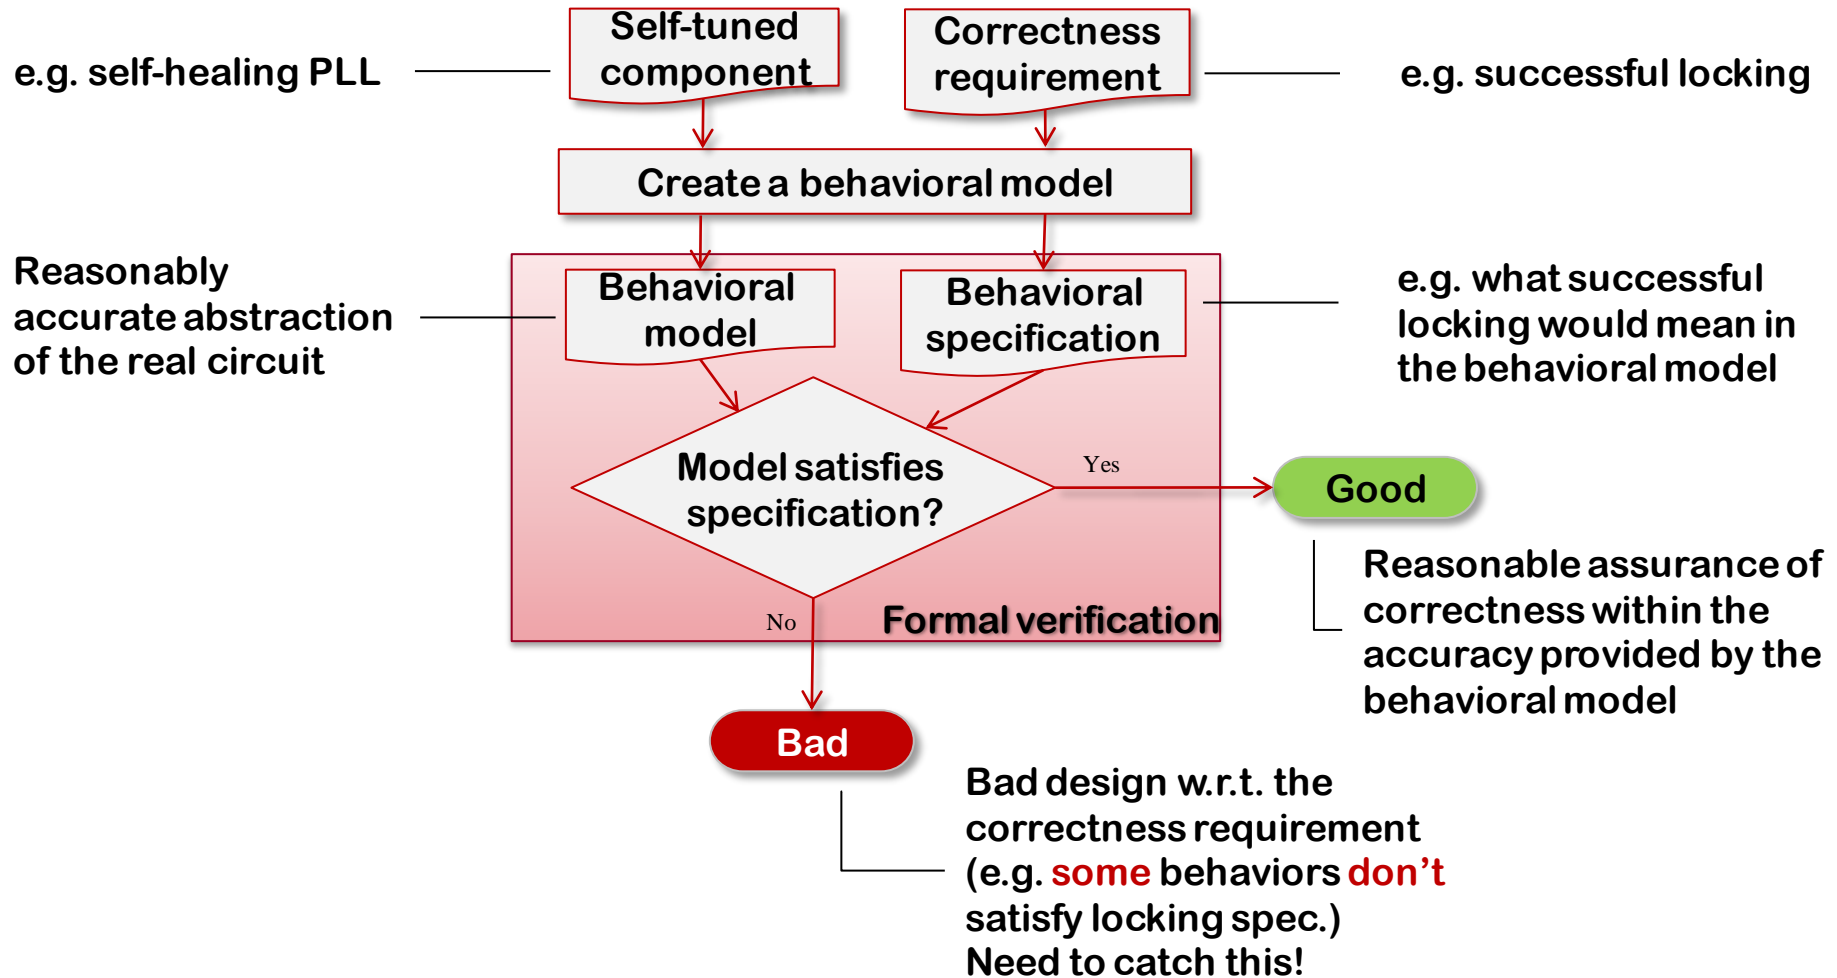 Self-tuned
component
Correctness
requirement
e.g. self-healing PLL
e.g. successful locking
Create a behavioral model
Reasonably
accurate abstraction
of the real circuit
Behavioral
model
Behavioral
specification
e.g. what successful
locking would mean in
the behavioral model
Model satisfies
specification?
Yes
Good
No
Formal verification
Reasonable assurance of
correctness within the
accuracy provided by the
behavioral model
Bad
Bad design w.r.t. the
correctness requirement
(e.g. some behaviors don't
satisfy locking spec.)
Need to catch this!